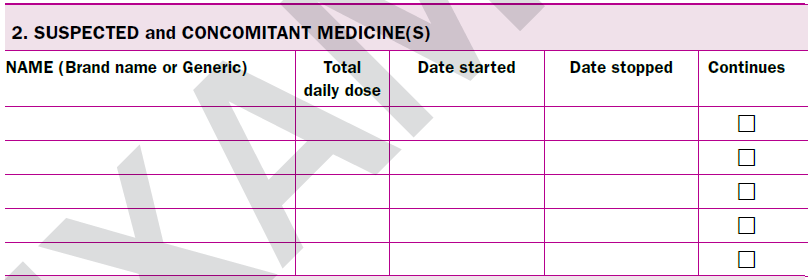 2. SUSPECTED and CONCOMITANT MEDICINE(S)
NAME (Brand name or Generic) Total daily dose Date started Date stopped Continues